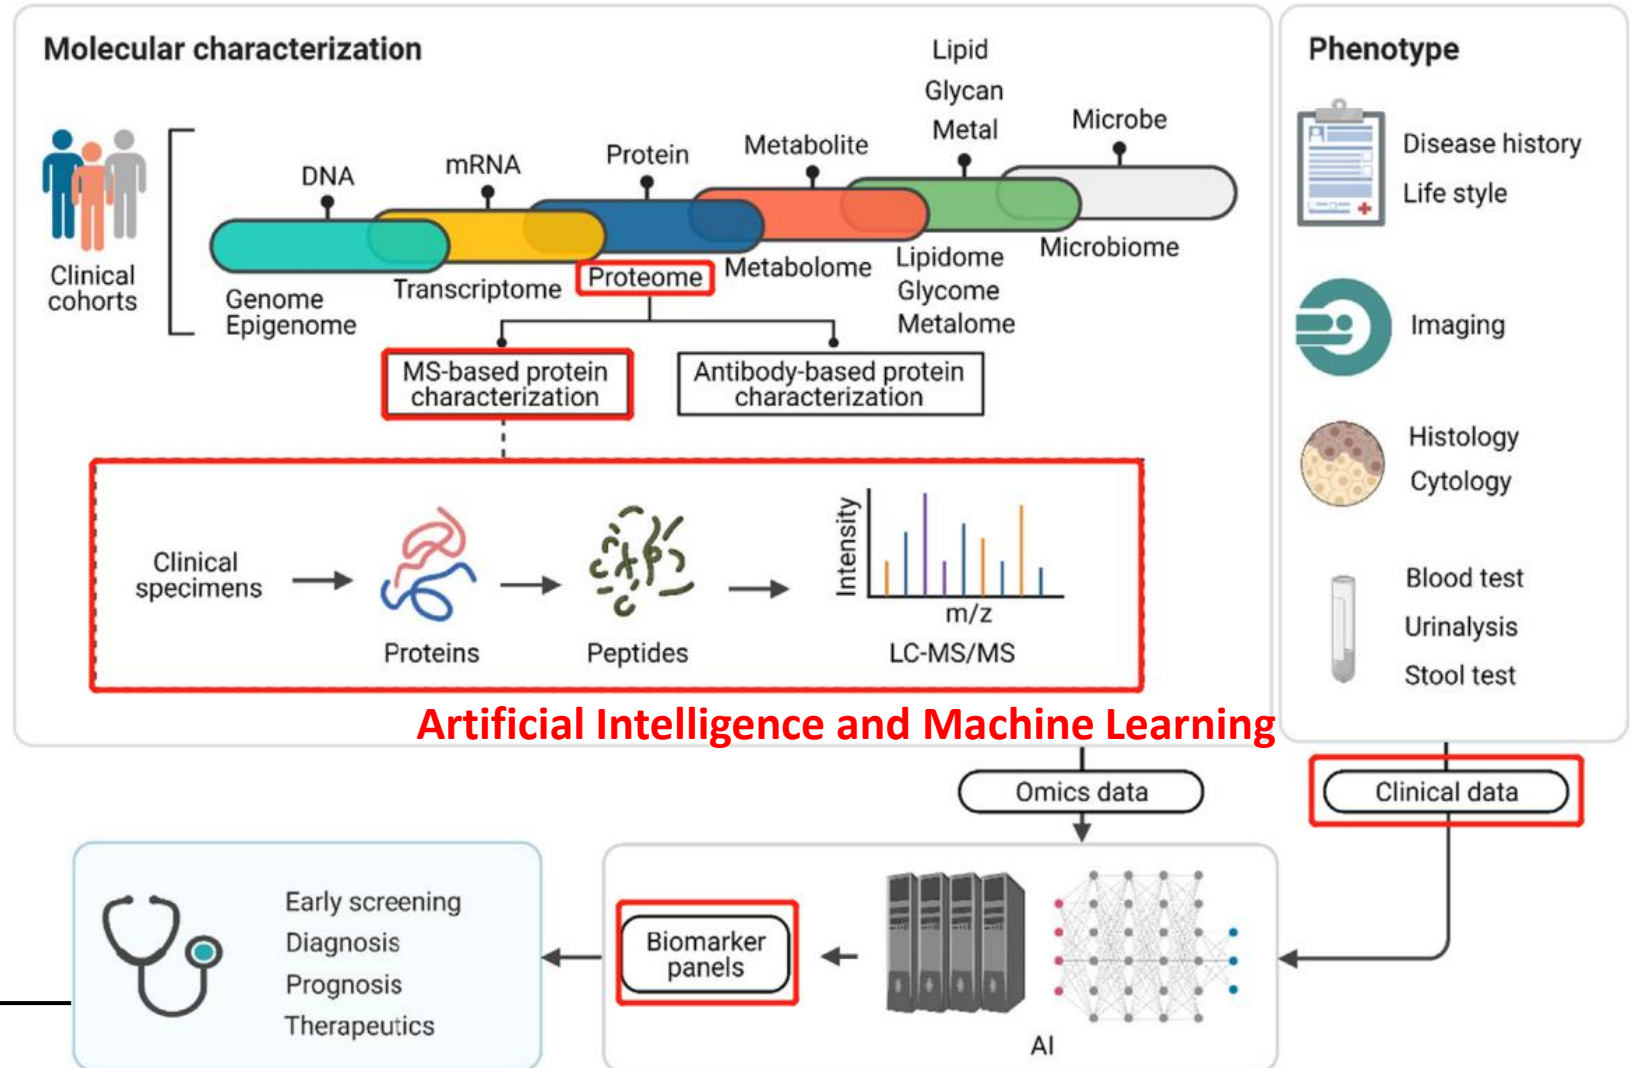 Molecular characterization
Clinical
cohorts
DNA
mRNA
Protein
Metabolite
Lipid
Glycan
Metal
Microbe
Genome
Epigenome
Transcriptome
Proteome
Metabolome
Lipidome
Glycome
Metalome
Microbiome
MS-based protein
characterization
Antibody-based protein
characterization
Clinical
specimens
Proteins
Peptides
Intensity
m/z
LC-MS/MS
Artificial Intelligence and Machine Learning
Phenotype
Disease history
Life style
Imaging
Histology
Cytology
Blood test
Urinalysis
Stool test
Omics data
Clinical data
Early screening
Diagnosis
Prognosis
Therapeutics
Biomarker
panels
AI